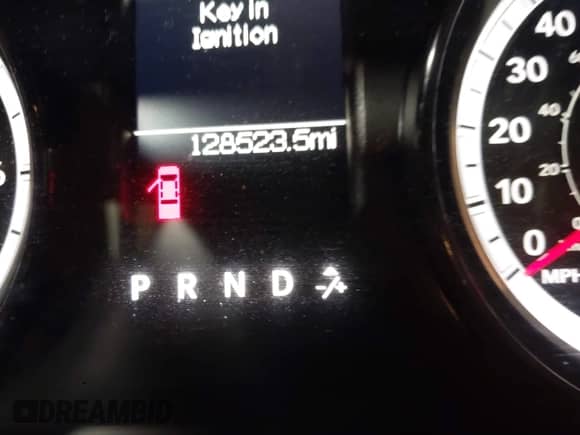 Key in
Ignition
128523.5mi
P R N D -/+
40
30
20
10
0
MPH
DREAMBID